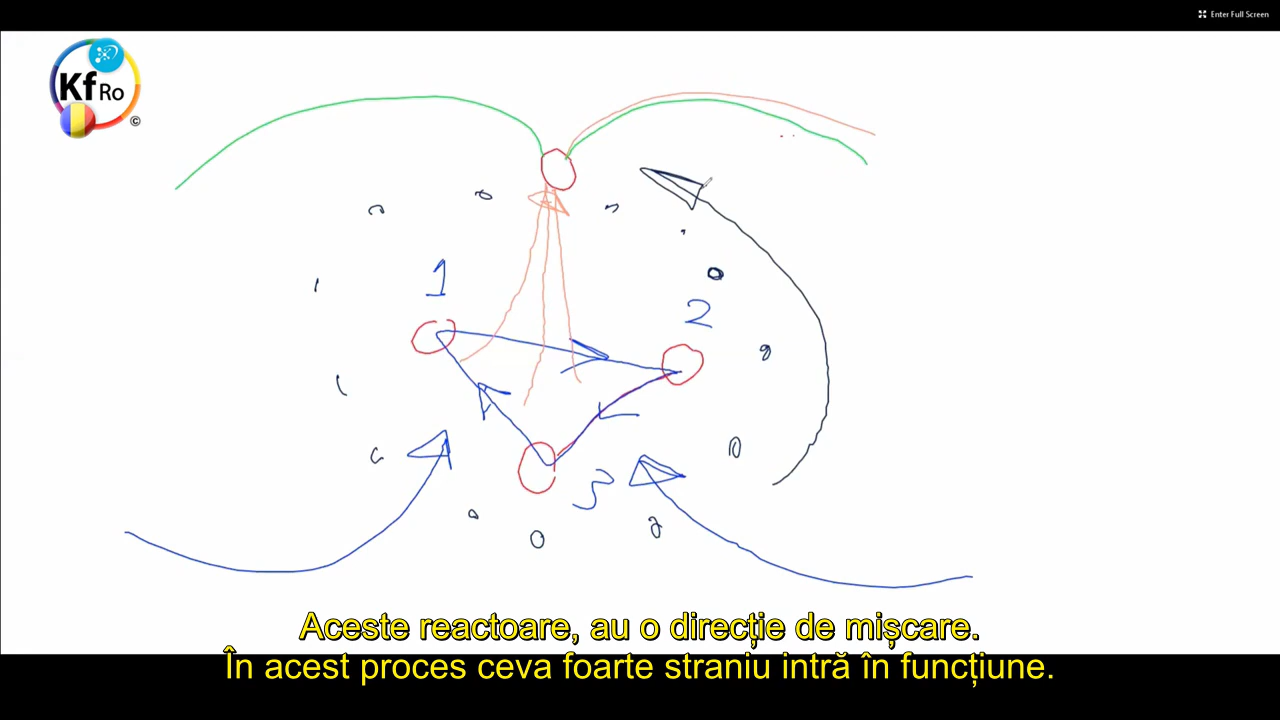 Enter Full Screen
Kf Ro
©
1
2
3
Aceste reactoare, au o direcție de mișcare.
În acest proces ceva foarte straniu intră în funcțiune.